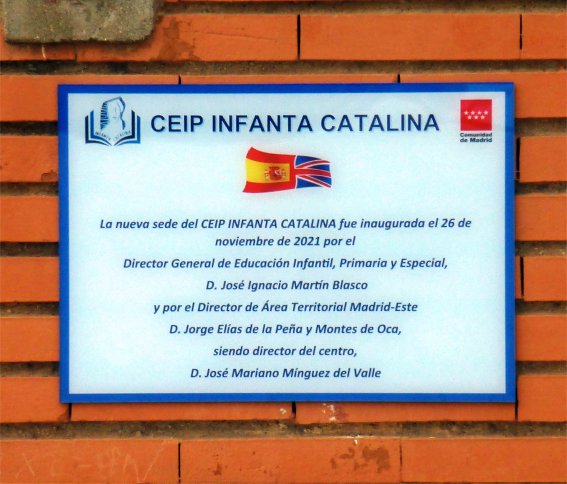 CEIP INFANTA CATALINA
INFANTA CATALINA
Comunidad
de Madrid
La nueva sede del CEIP INFANTA CATALINA fue inaugurada el 26 de
noviembre de 2021 por el
Director General de Educación Infantil, Primaria y Especial,
D. José Ignacio Martín Blasco
y por el Director de Área Territorial Madrid-Este
D. Jorge Elías de la Peña y Montes de Oca,
siendo director del centro,
D. José Mariano Mínguez del Valle